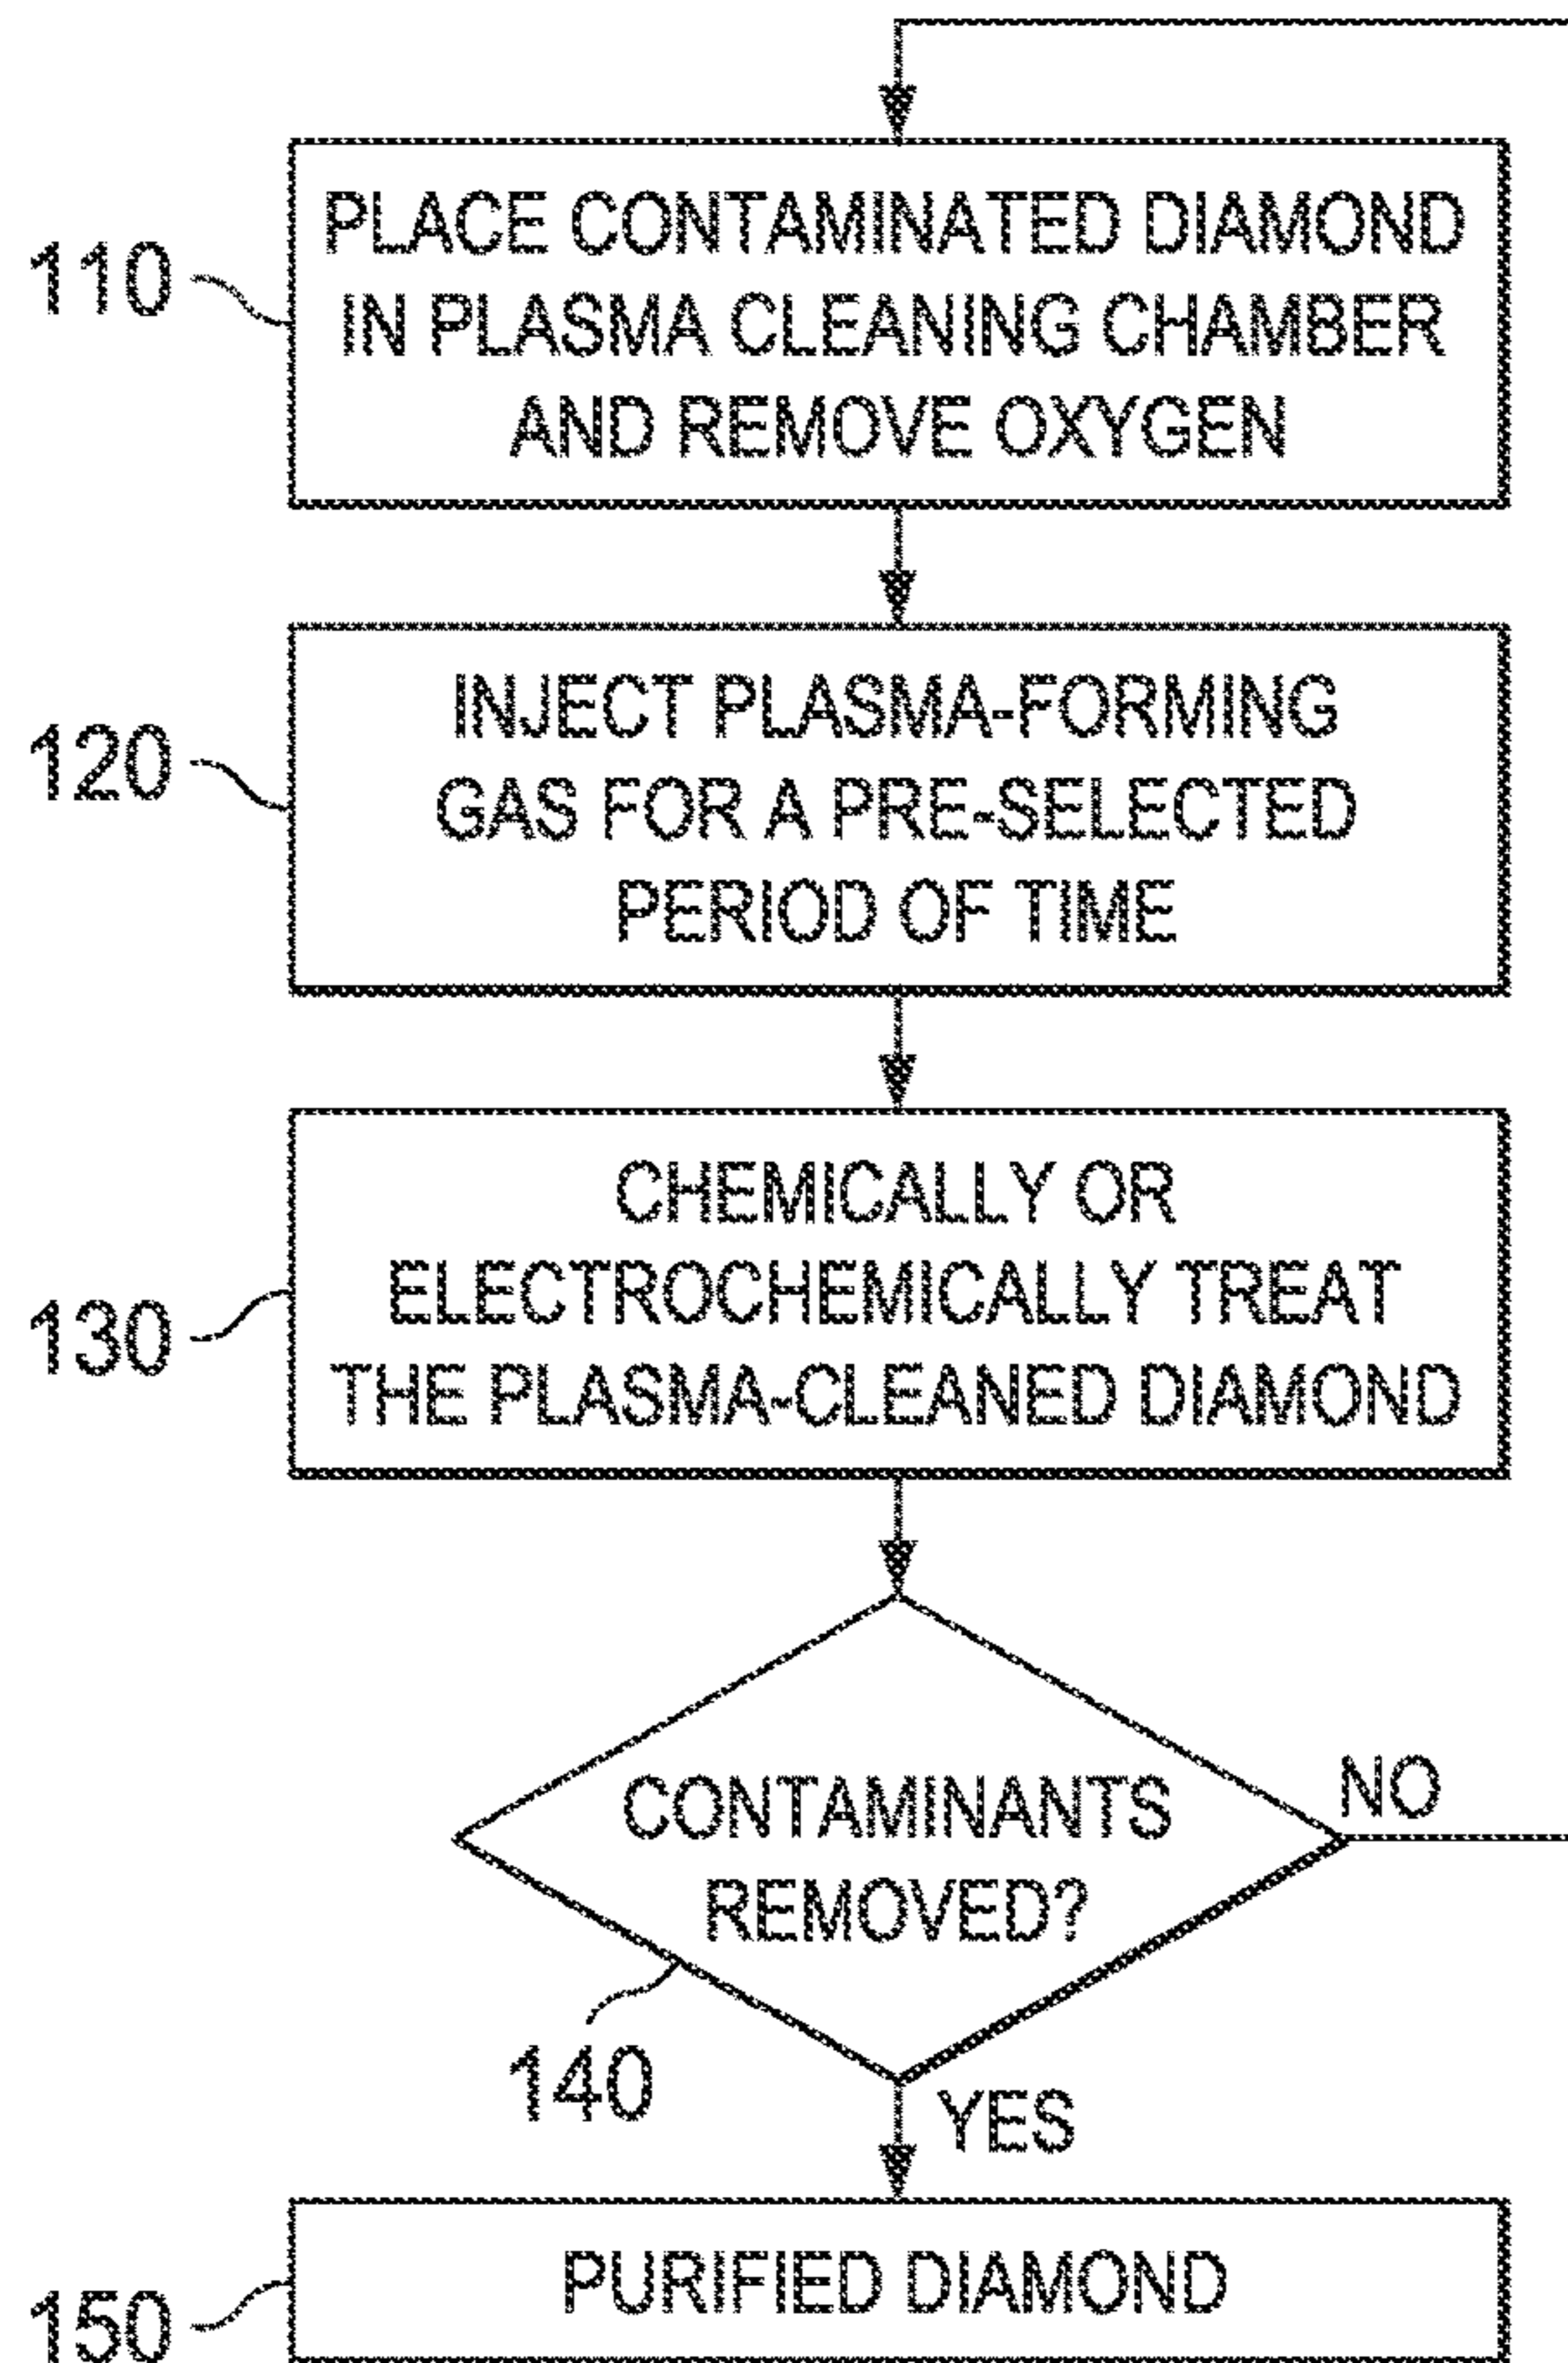 110
PLACE CONTAMINATED DIAMOND
IN PLASMA CLEANING CHAMBER
AND REMOVE OXYGEN
120
INJECT PLASMA-FORMING
GAS FOR A PRE-SELECTED
PERIOD OF TIME
130
CHEMICALLY OR
ELECTROCHEMICALLY TREAT
THE PLASMA-CLEANED DIAMOND
CONTAMINANTS
REMOVED?
NO
140
YES
150
PURIFIED DIAMOND